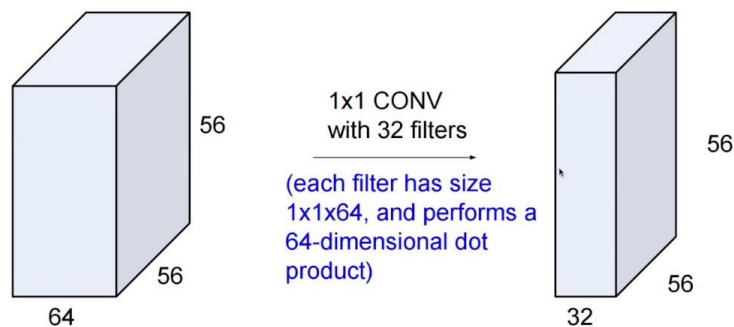 56
56
64
1x1 CONV
with 32 filters
(each filter has size
1x1x64, and performs a
64-dimensional dot
product)
56
56
32